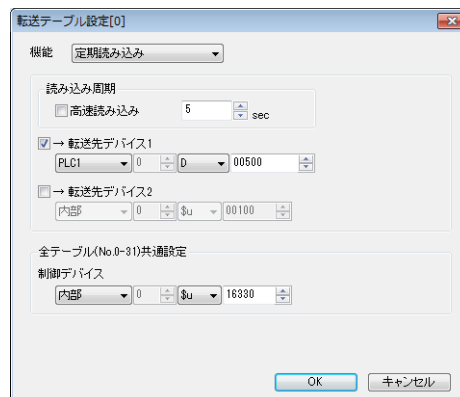 転送テーブル設定[0]
機能 定期読み込み
読み込み周期
高速読み込み 5 sec
→ 転送先デバイス1
PLC1 0 D 00500
→ 転送先デバイス2
内部 0 $u 00100
全テーブル(No.0-31)共通設定
制御デバイス
内部 0 $u 16330
OK キャンセル